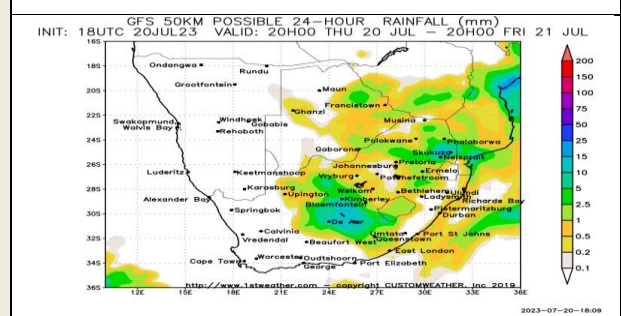 GFS 50KM POSSIBLE 24-HOUR RAINFALL (mm)
INIT: 18UTC 20JUL23 VALID: 20H00 THU 20 JUL – 20H00 FRI 21 JUL
16S
18S
20S
22S
24S
26S
28S
30S
32S
34S
36S
Ondangwa
Rundu
Grootfontein
Maun
Francistown
Ghanzi
Windhoek
Gobabis
Swakopmund
Walvis Bay
Rehoboth
Musina
Polokwane
Phalaborwa
Gaborone
Skukuza
Nelspruit
Johannesburg
Pretoria
Ermelo
Luderitz
Keetmanshoop
Vryburg
Potchefstroom
Karasburg
Upington
Welkom
Kimberley
Bethlehem
Ulundi
Ladysmith
Richards Bay
Alexander Bay
Springbok
Bloemfontein
Pietermaritzburg
Durban
De Aar
Calvinia
Vredendal
Beaufort West
Umtata
Queenstown
Port St Johns
East London
Cape Town
Worcester
Oudtshoorn
George
Port Elizabeth
http://www.1stweather.com – copyright CUSTOMWEATHER, Inc 2019
12E 15E 18E 21E 24E 27E 30E 33E 36E
200
150
100
75
50
25
15
10
5
2.5
1
0.5
0.2
0.1
2023-07-20-18:09